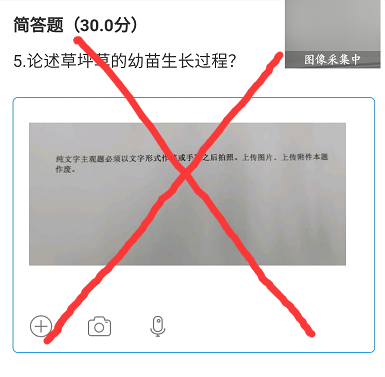 简答题（30.0分）
图像采集中
5.论述草坪草的幼苗生长过程？
纯文字主观题必须以文字形式作答或手写之后拍照。上传图片、上传附件本题
作废。